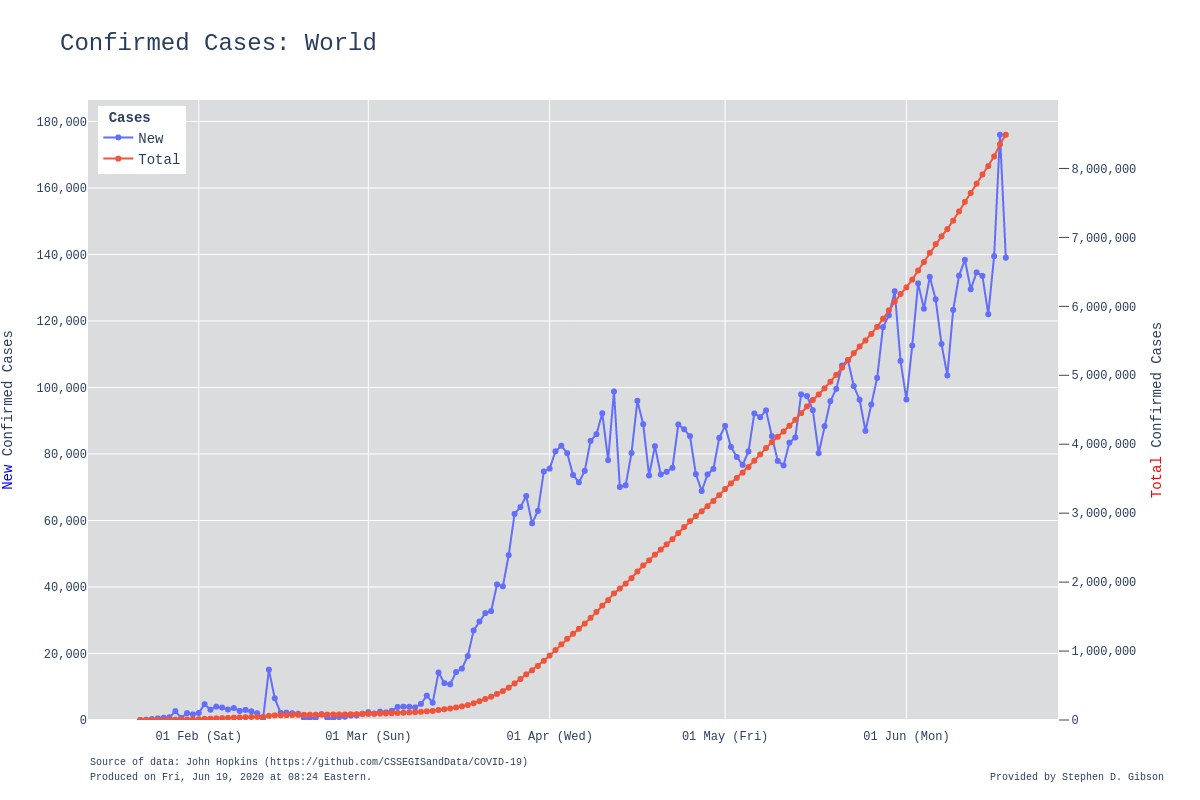 Confirmed Cases: World
Cases
New
Total
180,000
160,000
140,000
120,000
100,000
80,000
60,000
40,000
20,000
0
New Confirmed Cases
8,000,000
7,000,000
6,000,000
5,000,000
4,000,000
3,000,000
2,000,000
1,000,000
0
Total Confirmed Cases
01 Feb (Sat)
01 Mar (Sun)
01 Apr (Wed)
01 May (Fri)
01 Jun (Mon)
Source of data: John Hopkins (https://github.com/CSSEGISandData/COVID-19)
Produced on Fri, Jun 19, 2020 at 08:24 Eastern.
Provided by Stephen D. Gibson